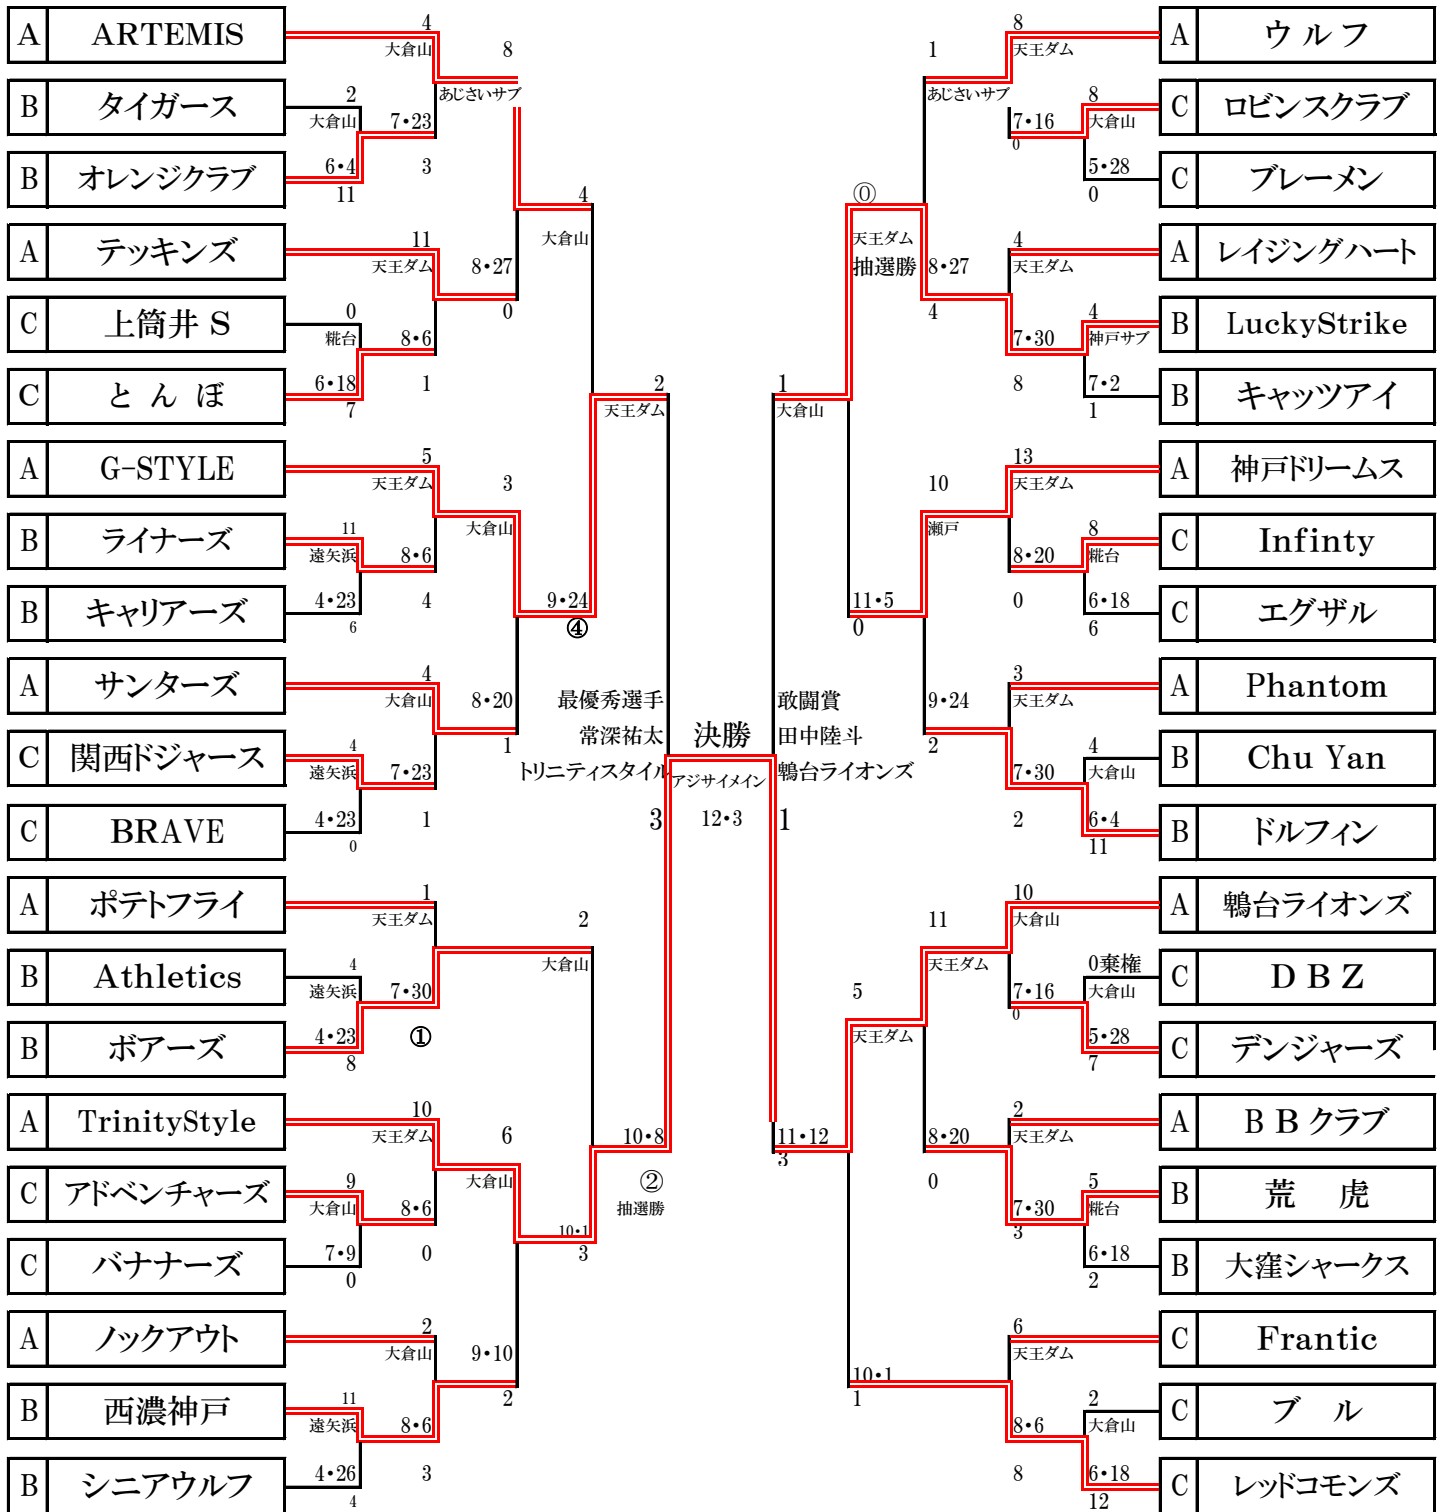 A ARTEMIS
4
大倉山
8
あじさいサブ
B タイガース
2
大倉山
7・23
B オレンジクラブ
6・4
11
3
4
大倉山
A テッキンズ
11
天王ダム
8・27
0
C 上筒井 S
0
糀台
8・6
C とんぼ
6・18
7
1
2
天王ダム
A G-STYLE
5
天王ダム
3
大倉山
B ライナーズ
11
遠矢浜
8・6
B キャリアーズ
4・23
6
4
9・24
④
A サンターズ
4
大倉山
8・20
1
C 関西ドジャース
4
遠矢浜
7・23
C BRAVE
4・23
0
1
最優秀選手
常深祐太
トリニティスタイル
決勝
アジサイメイン
3
12・3
1
敢闘賞
田中陸斗
鶤台ライオンズ
A ポテトフライ
1
天王ダム
2
大倉山
B Athletics
4
遠矢浜
7・30
B ボアーズ
4・23
8
①
A TrinityStyle
10
天王ダム
6
大倉山
10・8
②
抽選勝
C アドベンチャーズ
9
大倉山
8・6
C バナナーズ
7・9
0
0
10・1
3
A ノックアウト
2
大倉山
9・10
2
B 西濃神戸
11
遠矢浜
8・6
B シニアウルフ
4・26
4
3
8
天王ダム
A ウルフ
1
あじさいサブ
8
大倉山
C ロビンスクラブ
7・16
0
5・28
0
C ブレーメン
⓪
天王ダム
抽選勝
8・27
4
4
天王ダム
A レイジングハート
4
神戸サブ
B LuckyStrike
7・30
8
7・2
1
B キャッツアイ
1
大倉山
13
天王ダム
A 神戸ドリームス
10
瀬戸
8
糀台
C Infinty
8・20
0
6・18
6
C エグザル
11・5
0
3
天王ダム
A Phantom
9・24
2
4
大倉山
B Chu Yan
7・30
2
6・4
11
B ドルフィン
10
大倉山
A 鶤台ライオンズ
11
天王ダム
0棄権
大倉山
C D B Z
7・16
0
5・28
7
C デンジャーズ
5
天王ダム
2
天王ダム
A B B クラブ
11・12
3
8・20
0
5
糀台
B 荒 虎
7・30
3
6・18
2
B 大窪シャークス
6
天王ダム
C Frantic
10・1
1
2
大倉山
C ブル
8・6
8
6・18
12
C レッドコモンズ